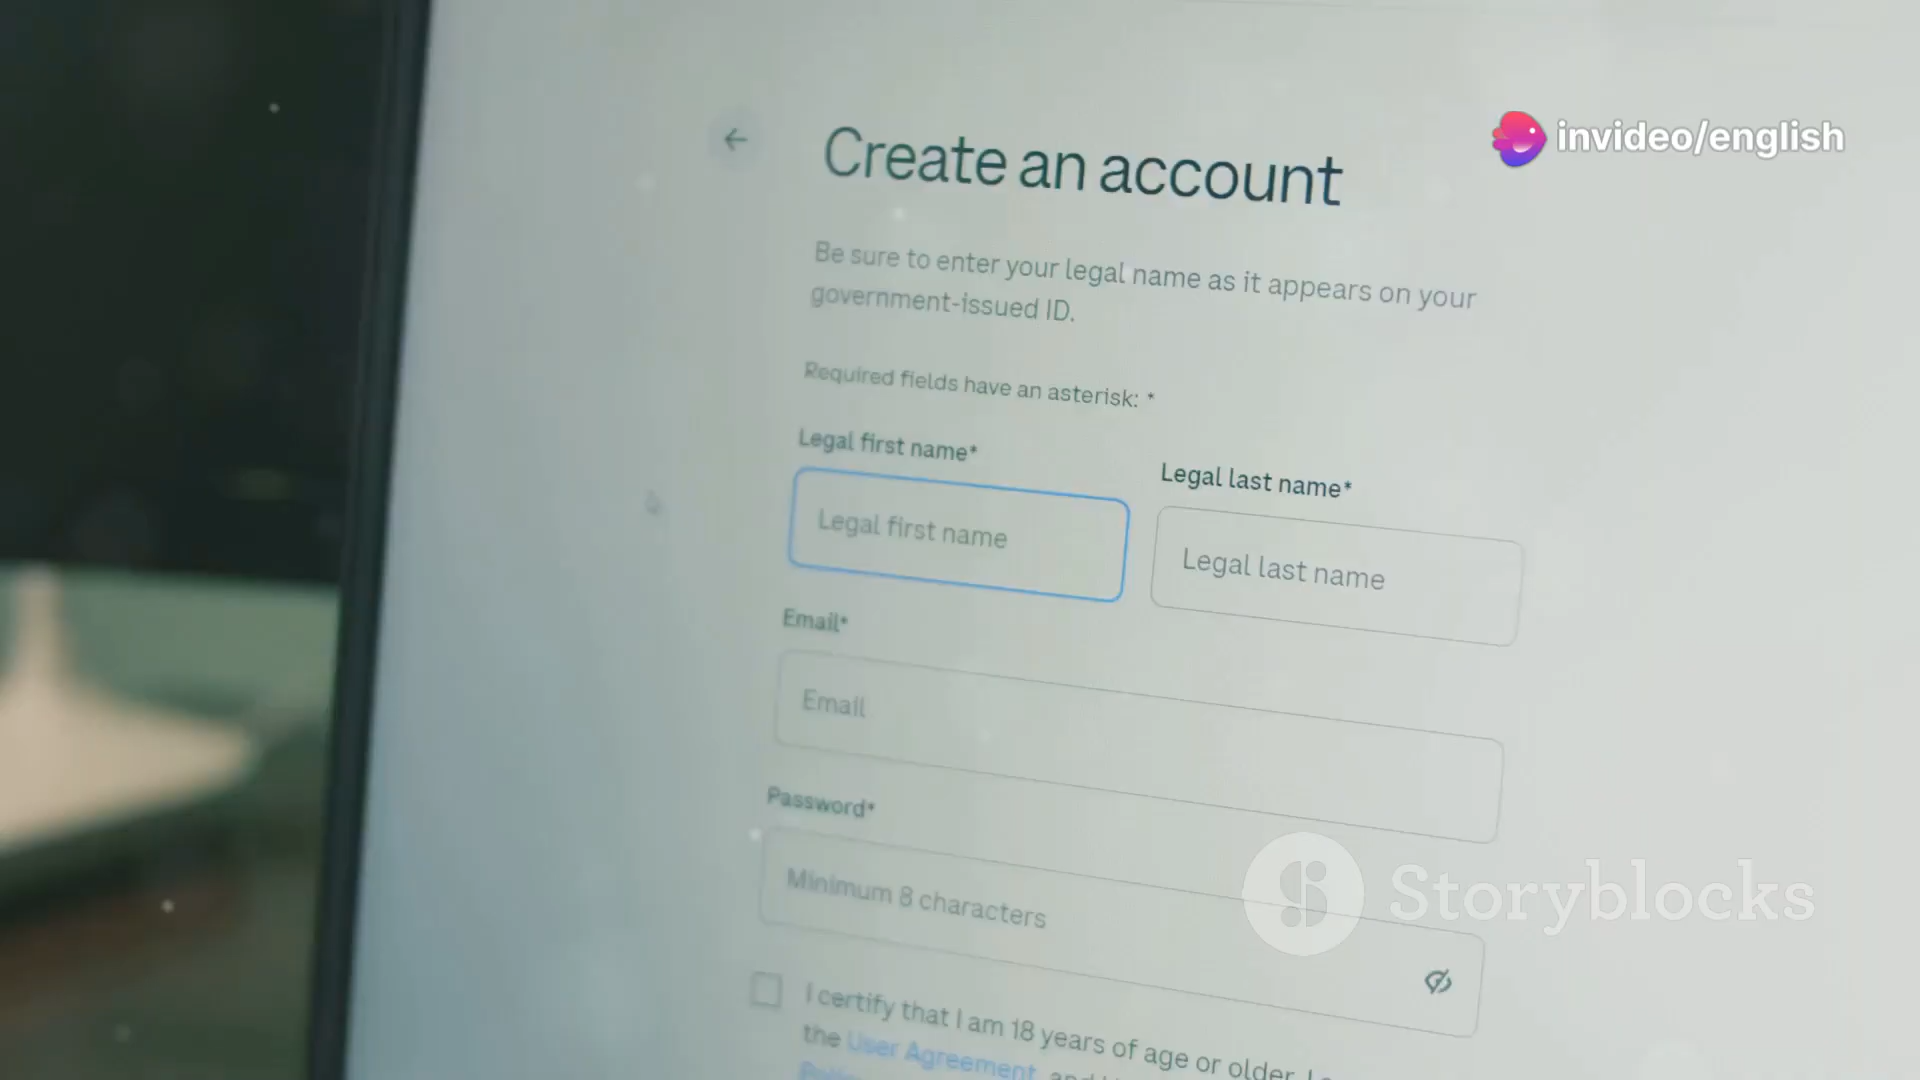 invideo/english
Create an account
Be sure to enter your legal name as it appears on your
government-issued ID.
Required fields have an asterisk: *
Legal first name*
Legal last name*
Legal first name
Legal last name
Email*
Email
Password*
Minimum 8 characters
Storyblocks
I certify that I am 18 years of age or older, I
the User Agreement, and